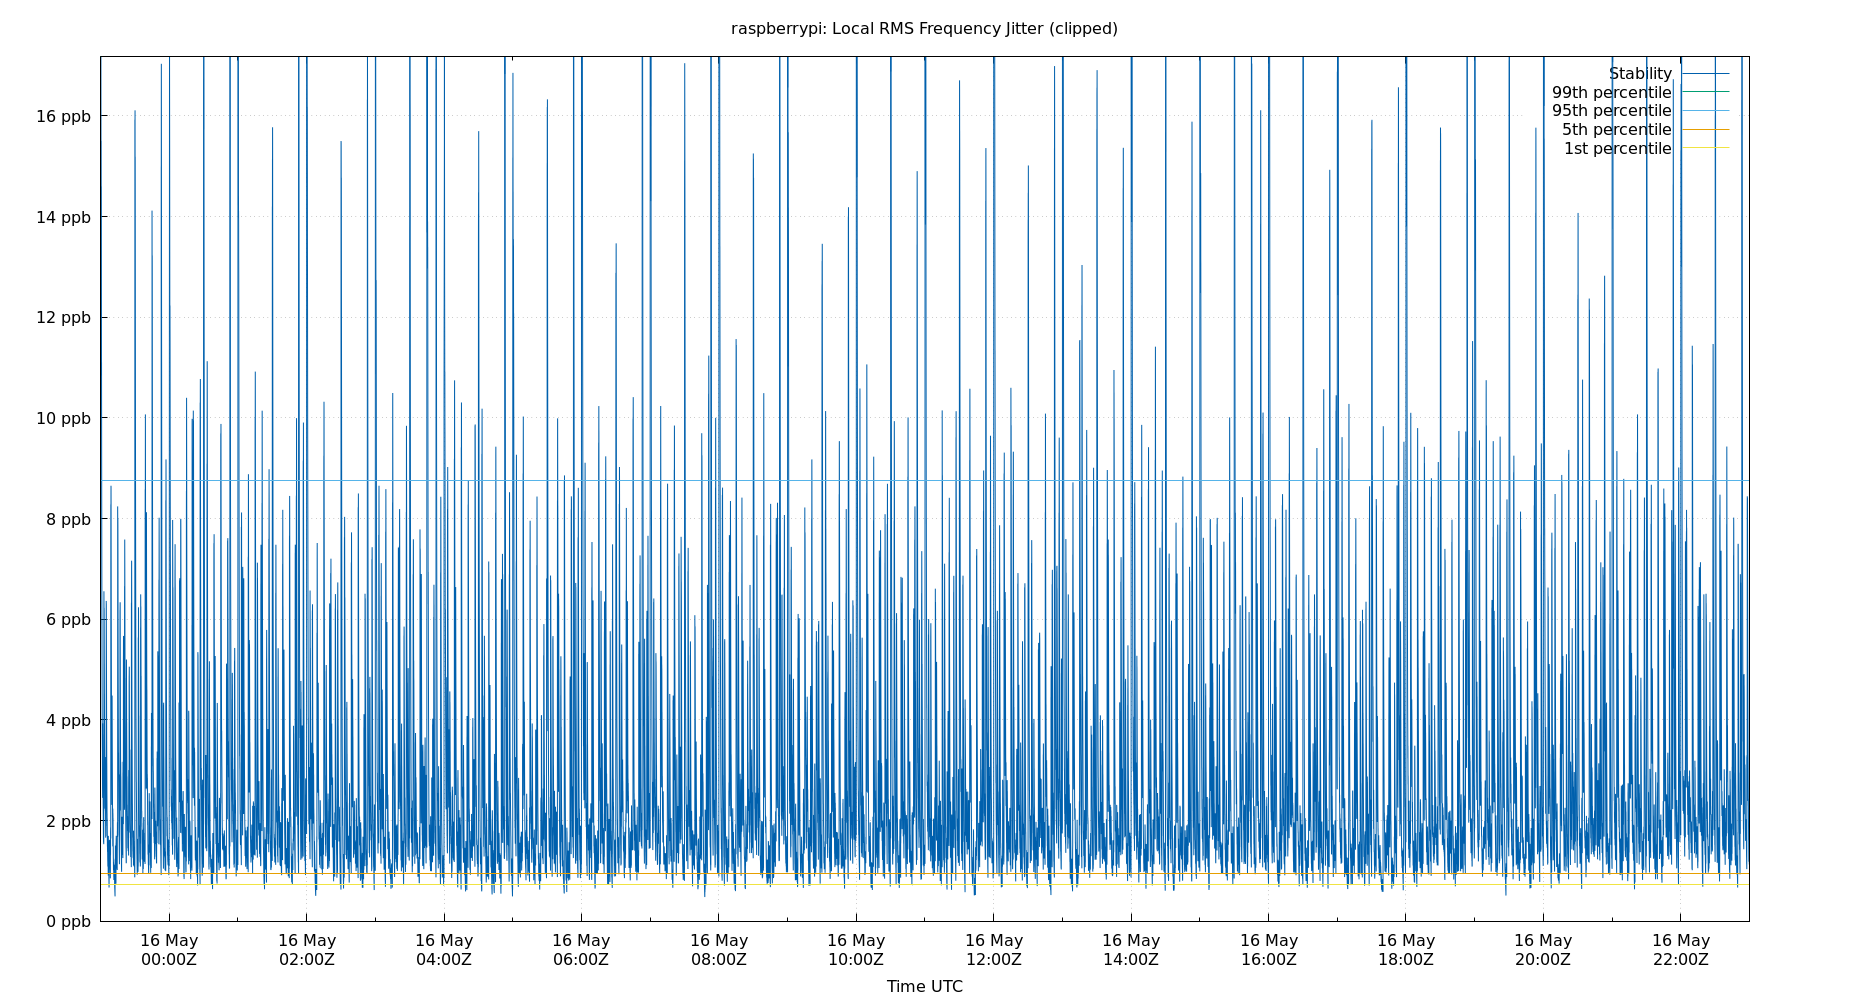 raspberrypi: Local RMS Frequency Jitter (clipped)
Stability
99th percentile
95th percentile
5th percentile
1st percentile
16 ppb
14 ppb
12 ppb
10 ppb
8 ppb
6 ppb
4 ppb
2 ppb
0 ppb
16 May 16 May 16 May 16 May 16 May 16 May 16 May 16 May 16 May 16 May 16 May 16 May
00:00Z 02:00Z 04:00Z 06:00Z 08:00Z 10:00Z 12:00Z 14:00Z 16:00Z 18:00Z 20:00Z 22:00Z
Time UTC